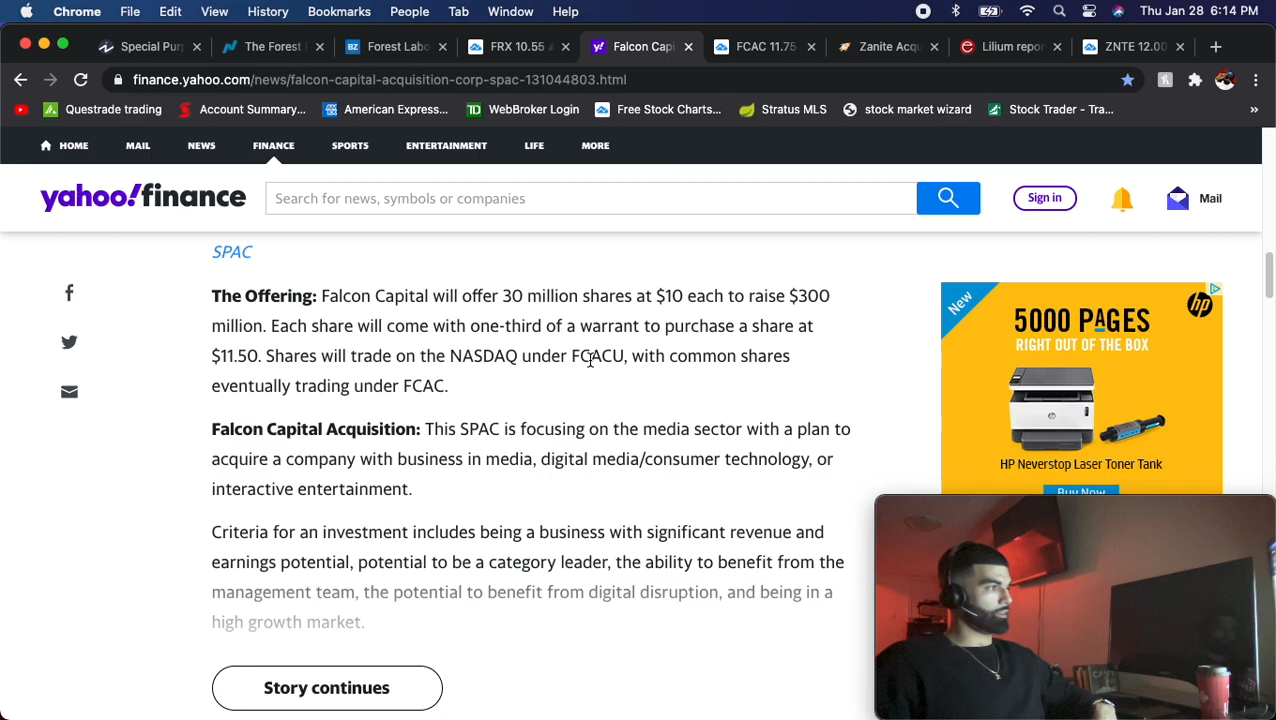 Chrome File Edit View History Bookmarks People Tab Window Help Thu Jan 28 6:14 PM
Special Pur The Forest Forest Labo FRX 10.55 Falcon Capi FCAC 11.75 Zanite Acqu Lilium repor ZNTE 12.00
finance.yahoo.com/news/falcon-capital-acquisition-corp-spac-131044803.html
Questrade trading Account Summary... American Express... WebBroker Login Free Stock Charts... Stratus MLS stock market wizard Stock Trader - Tra...
HOME MAIL NEWS FINANCE SPORTS ENTERTAINMENT LIFE MORE
yahoo!finance Search for news, symbols or companies Sign in Mail
SPAC
The Offering: Falcon Capital will offer 30 million shares at $10 each to raise $300
million. Each share will come with one-third of a warrant to purchase a share at
$11.50. Shares will trade on the NASDAQ under FCACU, with common shares
eventually trading under FCAC.
Falcon Capital Acquisition: This SPAC is focusing on the media sector with a plan to
acquire a company with business in media, digital media/consumer technology, or
interactive entertainment.
Criteria for an investment includes being a business with significant revenue and
earnings potential, potential to be a category leader, the ability to benefit from the
management team, the potential to benefit from digital disruption, and being in a
high growth market.
Story continues
New
hp
5000 PAGES
RIGHT OUT OF THE BOX
HP Neverstop Laser Toner Tank
Buy Now